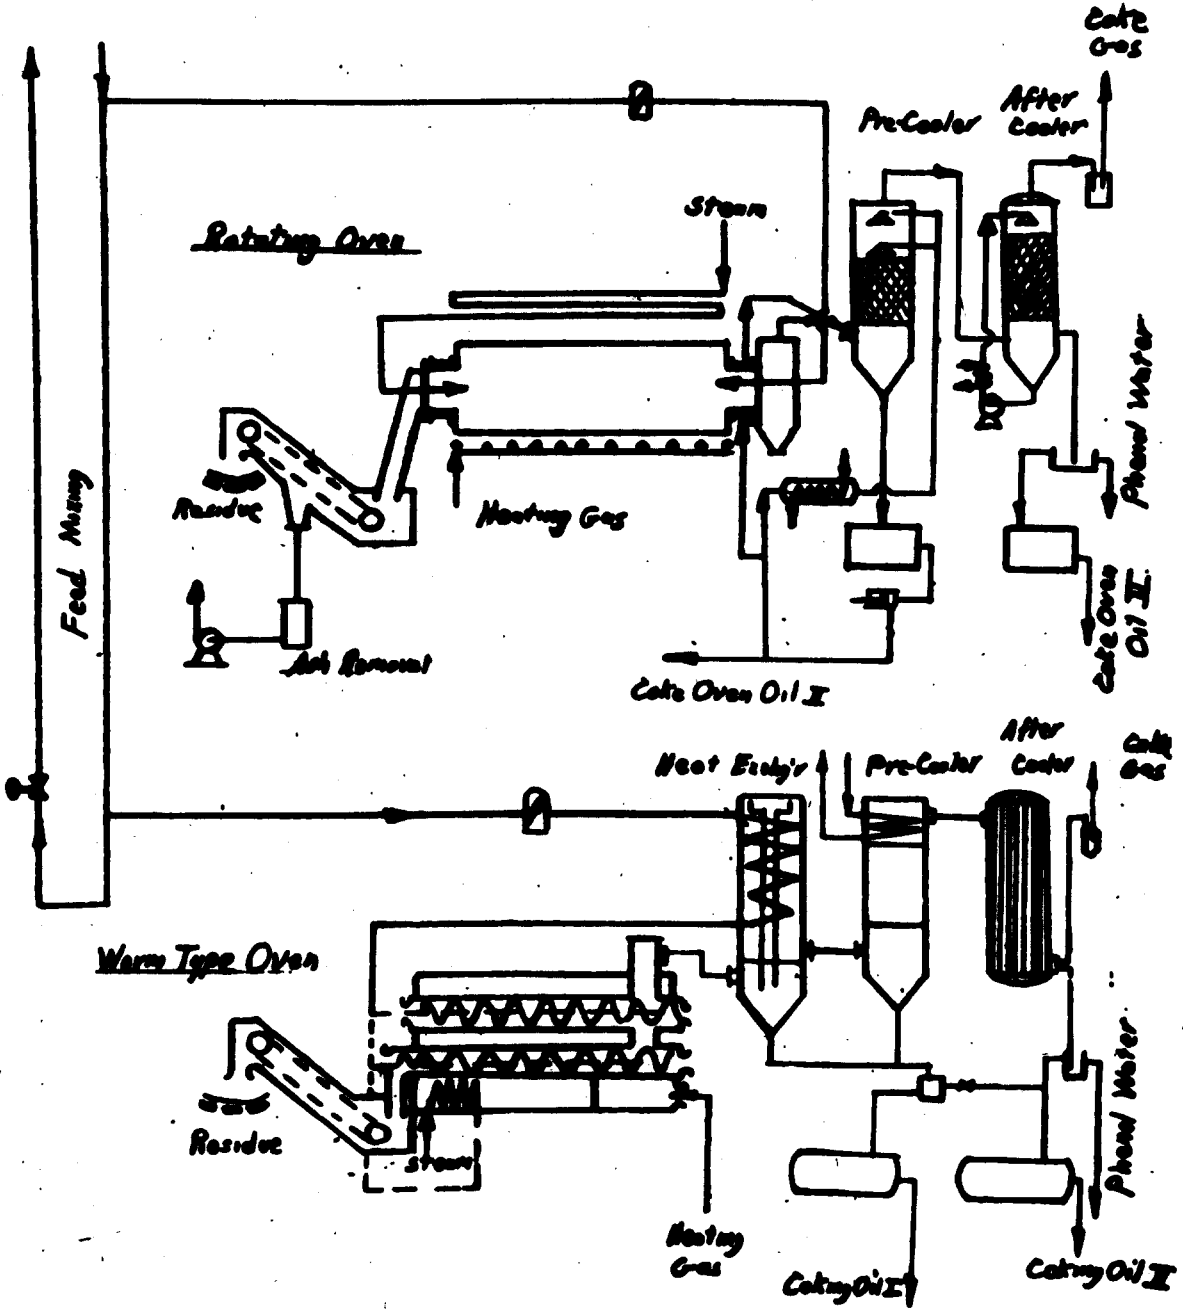 Coke
Gas
After
Cooler
Pre-Cooler
Steam
Rotating Oven
Phenol Water
Feed Mixing
Residue
Heating Gas
Ash Removal
Coke Oven
Oil II
Coke Oven Oil II
After
Cooler
Heat Exchg'r
Pre-Cooler
Coke
Gas
Worm Type Oven
Phenol Water
Residue
Steam
Heating
Gas
Coking Oil I
Coking Oil II